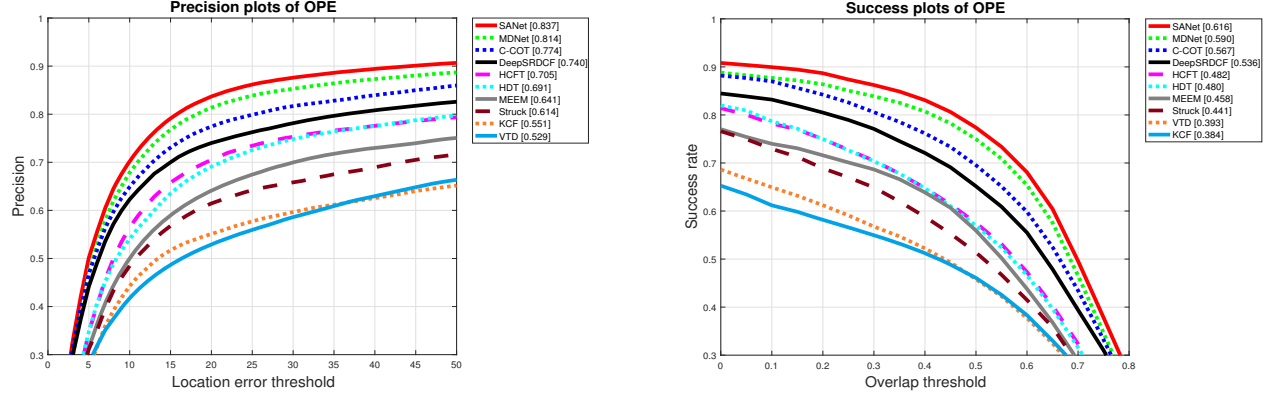 Precision plots of OPE
Precision
1
0.9
0.8
0.7
0.6
0.5
0.4
0.3
0 5 10 15 20 25 30 35 40 45 50
Location error threshold
SANet [0.837]
MDNet [0.814]
C-COT [0.774]
DeepSRDCF [0.740]
HCFT [0.705]
HDT [0.691]
MEEM [0.641]
Struck [0.614]
KCF [0.551]
VTD [0.529]
Success plots of OPE
Success rate
1
0.9
0.8
0.7
0.6
0.5
0.4
0.3
0 0.1 0.2 0.3 0.4 0.5 0.6 0.7 0.8
Overlap threshold
SANet [0.616]
MDNet [0.590]
C-COT [0.567]
DeepSRDCF [0.536]
HCFT [0.482]
HDT [0.480]
MEEM [0.458]
Struck [0.441]
VTD [0.393]
KCF [0.384]